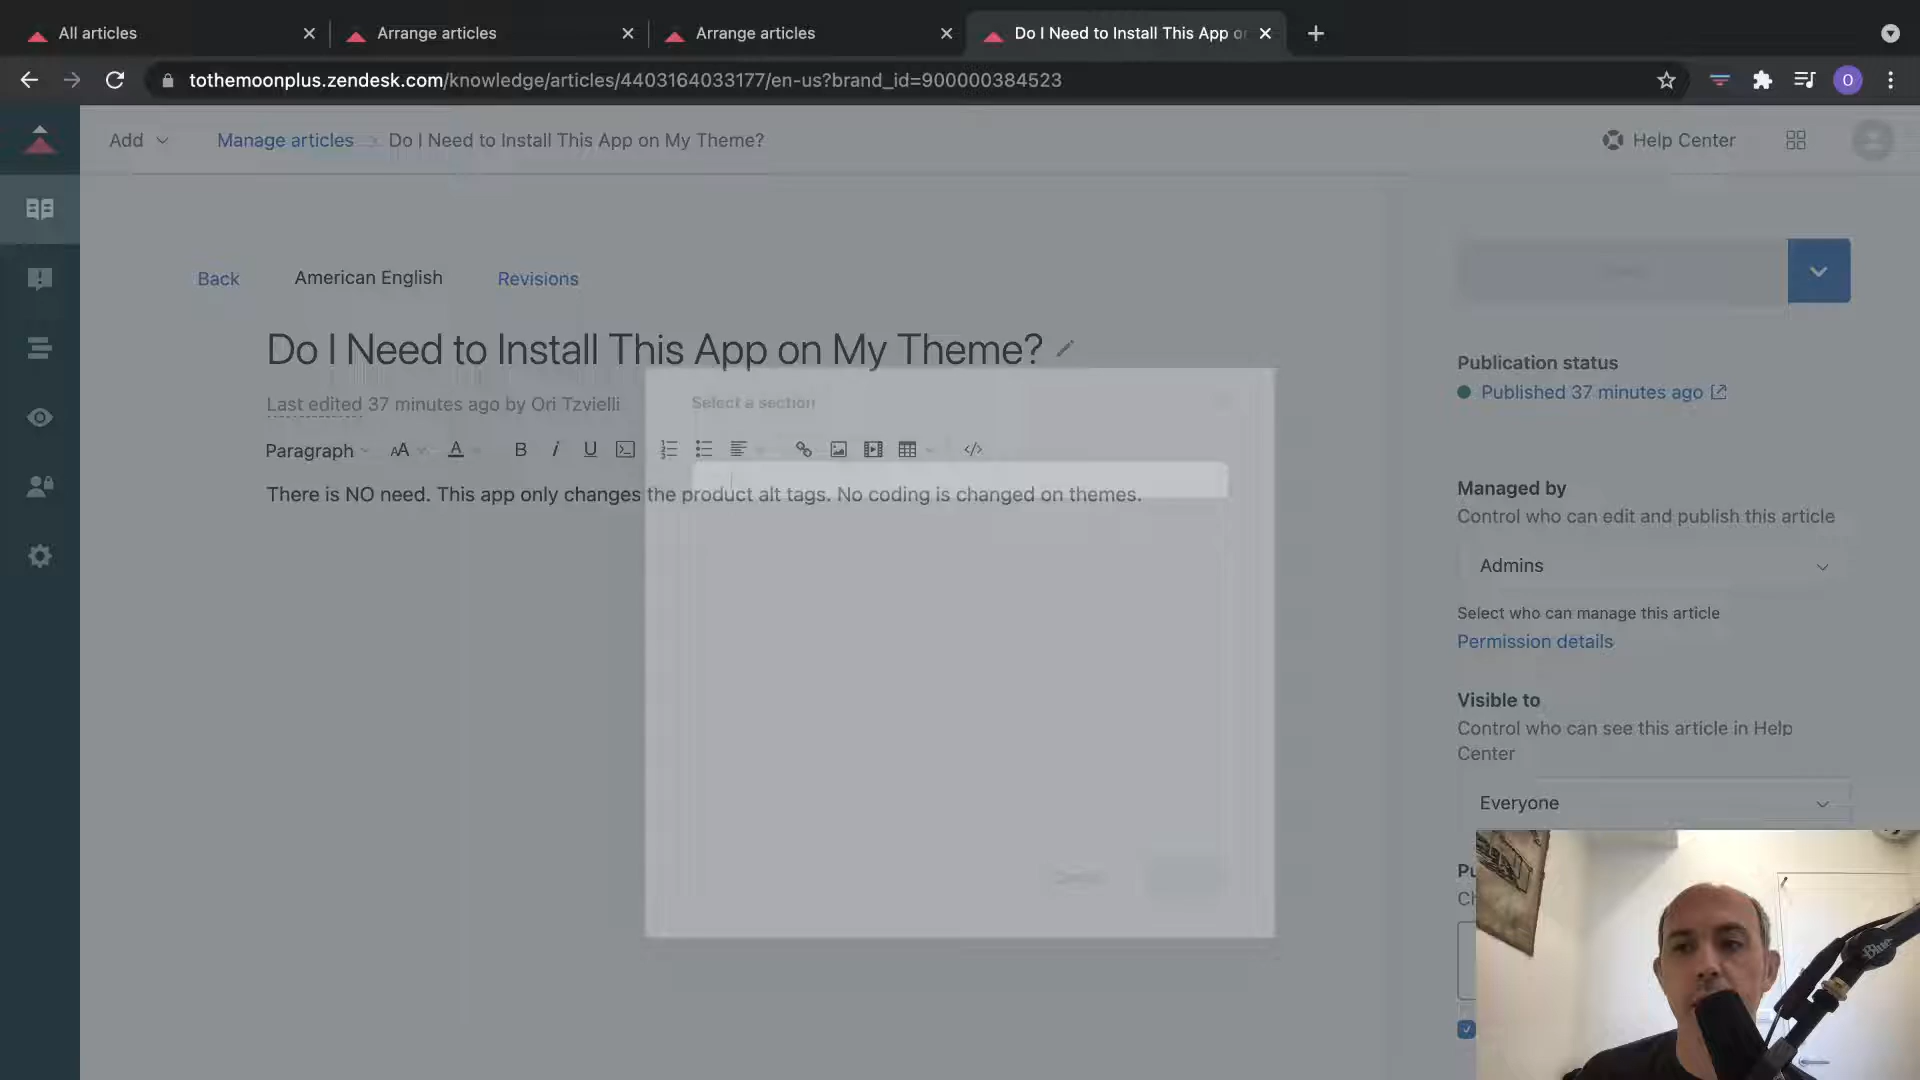 All articles
Arrange articles
Arrange articles
Do I Need to Install This App o
tothemoonplus.zendesk.com/knowledge/articles/4403164033177/en-us?brand_id=900000384523
O
Add
Manage articles
Do I Need to Install This App on My Theme?
Help Center
Back
American English
Revisions
Do I Need to Install This App on My Theme?
Last edited 37 minutes ago by Ori Tzvielli
Select a section
Paragraph
AA
A
B
i
U
There is NO need. This app only changes the product alt tags. No coding is changed on themes.
Cancel
Publication status
Published 37 minutes ago
Managed by
Control who can edit and publish this article
Admins
Select who can manage this article
Permission details
Visible to
Control who can see this article in Help
Center
Everyone
Pu
Ch
Blue